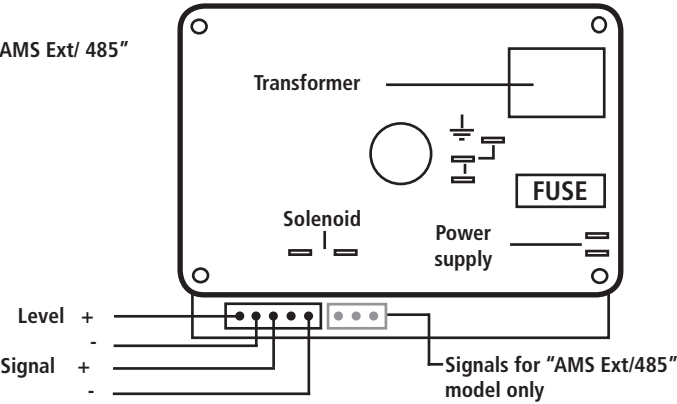 AMS Ext/ 485”
Transformer
FUSE
Solenoid
Power
supply
Level +
-
Signal +
-
Signals for “AMS Ext/485”
model only